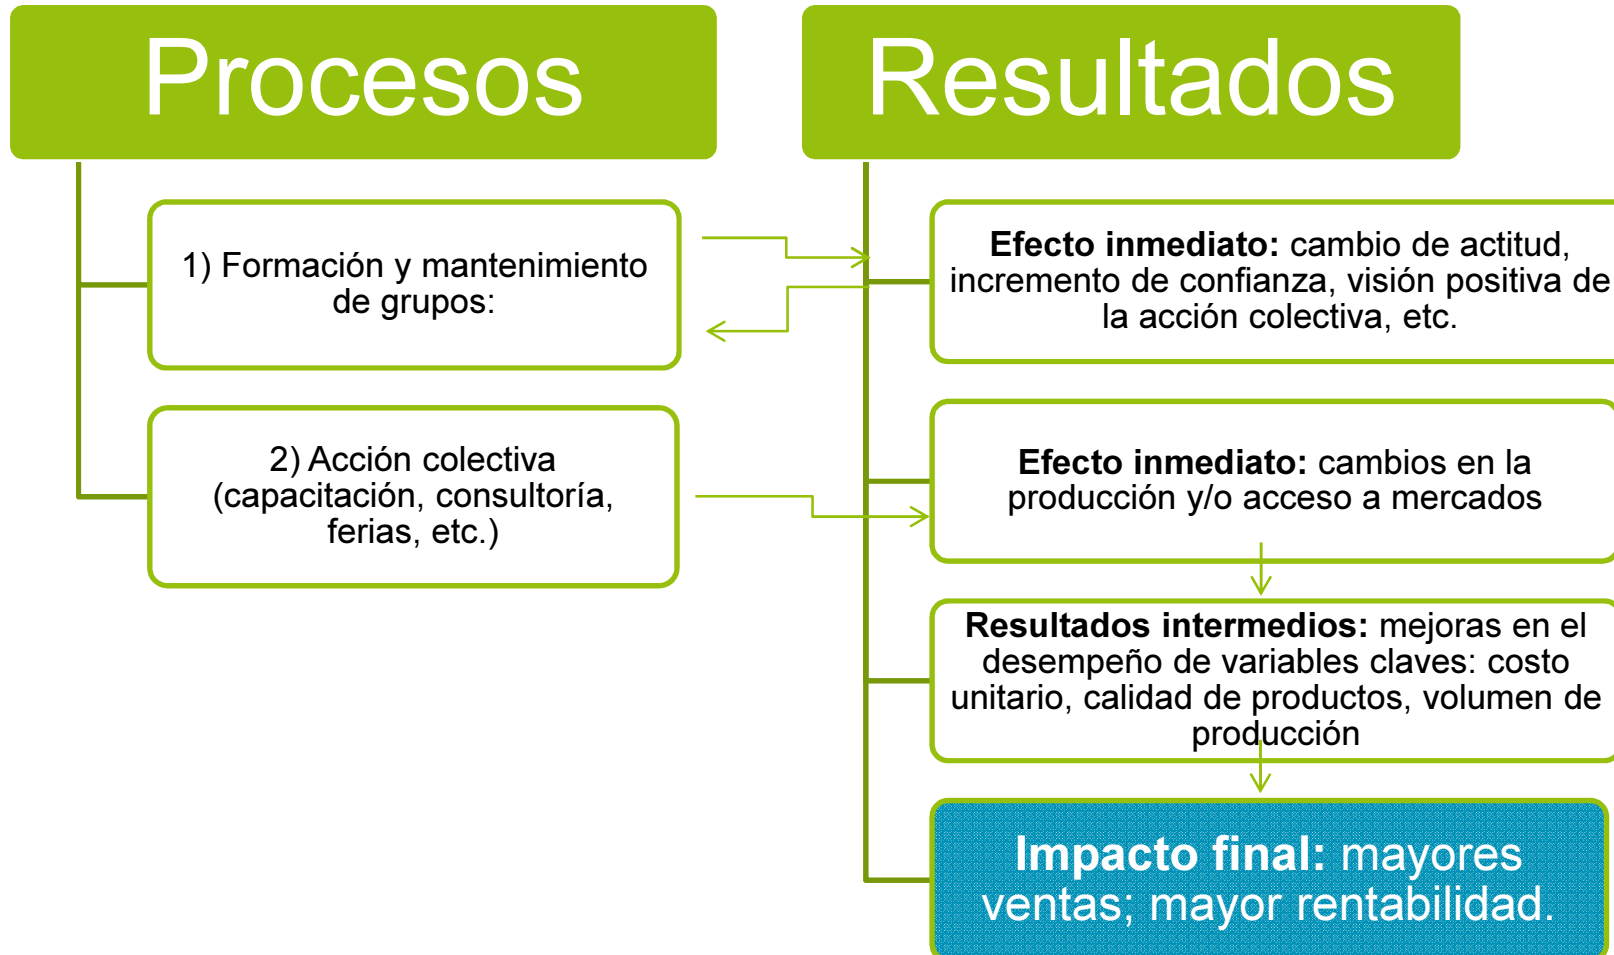 Procesos
Resultados
1) Formación y mantenimiento
de grupos:
2) Acción colectiva
(capacitación, consultoría,
ferias, etc.)
Efecto inmediato: cambio de actitud,
incremento de confianza, visión positiva de
la acción colectiva, etc.
Efecto inmediato: cambios en la
producción y/o acceso a mercados
Resultados intermedios: mejoras en el
desempeño de variables claves: costo
unitario, calidad de productos, volumen de
producción
Impacto final: mayores
ventas; mayor rentabilidad.